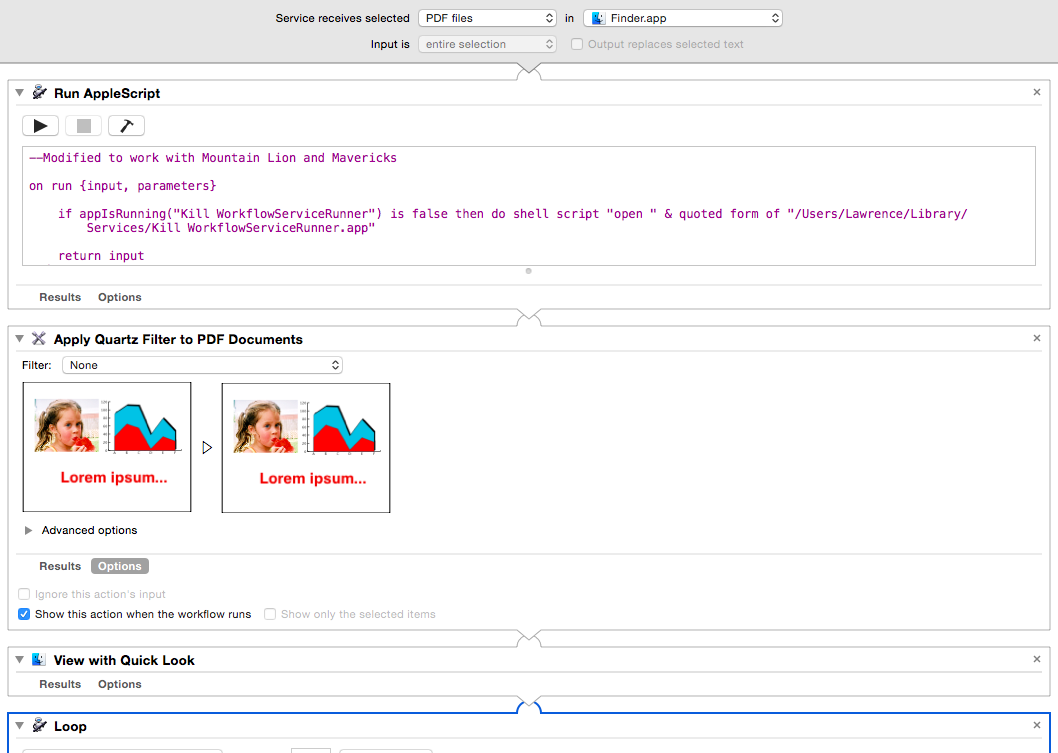 Service receives selected PDF files in Finder.app
Input is entire selection Output replaces selected text
Run AppleScript
--Modified to work with Mountain Lion and Mavericks
on run {input, parameters}
if appIsRunning("Kill WorkflowServiceRunner") is false then do shell script "open " & quoted form of "/Users/Lawrence/Library/
Services/Kill WorkflowServiceRunner.app"
return input
Results Options
Apply Quartz Filter to PDF Documents
Filter: None
Lorem ipsum... Lorem ipsum...
Advanced options
Results Options
Ignore this action's input
Show this action when the workflow runs Show only the selected items
View with Quick Look
Results Options
Loop